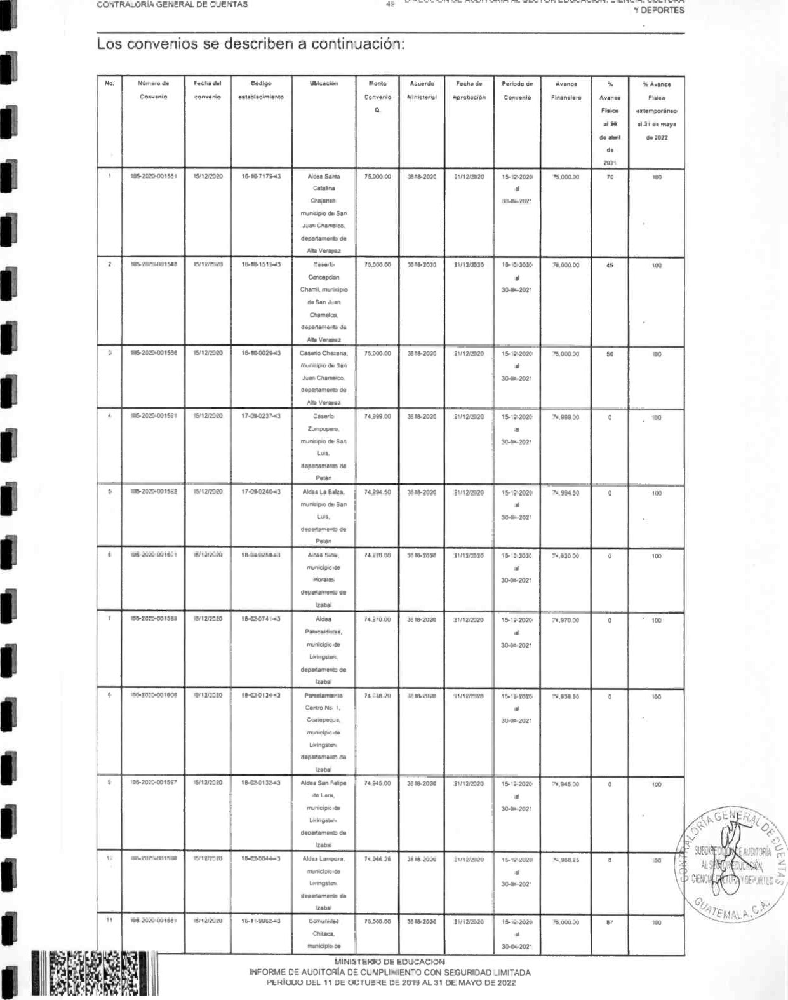 CONTRALORÍA GENERAL DE CUENTAS 49 DIRECCIÓN DE AUDITORÍA AL SECTOR EDUCACIÓN, CIENCIA, CULTURA
Y DEPORTES
Los convenios se describen a continuación:
No. Número de Convenio Fecha del convenio Código establecimiento Ubicación Monto Convenio Q. Acuerdo Ministerial Fecha de Aprobación Periodo de Convenio Avance Financiero % Avance Físico al 30 de abril de 2021 % Avance Físico extemporáneo al 31 de mayo de 2022
1 105-2020-001551 15/12/2020 16-10-7179-43 Aldea Santa Catalina municipio de San Juan Chamelco, departamento de Alta Verapaz 75,000.00 3618-2020 21/12/2020 15-12-2020 al 30-04-2021 75,000.00 70 100
2 105-2020-001548 15/12/2020 16-10-1515-43 Caserío Concepción Chamil, municipio de San Juan Chamelco, departamento de Alta Verapaz 75,000.00 3618-2020 21/12/2020 15-12-2020 al 30-04-2021 75,000.00 45 100
3 15/12/2020 16-10-0029-43 Caserío municipio de San Juan Chamelco, departamento de Alta Verapaz 75,000.00 3618-2020 21/12/2020 15-12-2020 al 30-04-2021 75,000.00 50 100
4 105-2020-001591 15/12/2020 17-09-0237-43 Caserío Zompopero, municipio de San Luis, departamento de Petén 74,999.00 3618-2020 21/12/2020 15-12-2020 al 30-04-2021 74,999.00 0 100
5 105-2020-001592 15/12/2020 17-09-0240-43 Aldea La Balza, municipio de San Luis, departamento de Petén 74,994.50 3618-2020 21/12/2020 15-12-2020 al 30-04-2021 74,994.50 0 100
6 105-2020-001601 15/12/2020 18-04-0259-43 Aldea Sinai, municipio de Morales departamento de Izabal 74,920.00 3618-2020 21/12/2020 15-12-2020 al 30-04-2021 74,920.00 0 100
7 15/12/2020 18-02-0741-43 Aldea Paracaidistas, municipio de Livingston, departamento de Izabal 74,970.00 3618-2020 21/12/2020 15-12-2020 al 30-04-2021 74,970.00 0 100
8 105-2020-001600 15/12/2020 18-02-0134-43 Parcelamiento Centro No. 1, Coatepeque, municipio de Livingston, departamento de Izabal 74,938.20 3618-2020 21/12/2020 15-12-2020 al 30-04-2021 74,938.20 0 100
9 105-2020-001597 15/12/2020 18-02-0132-43 Aldea San Felipe de Lara, municipio de Livingston, departamento de Izabal 74,945.00 3618-2020 21/12/2020 15-12-2020 al 30-04-2021 74,945.00 0 100
10 15/12/2020 18-02-0044-43 Aldea Lampara, municipio de Livingston, departamento de Izabal 74,966.25 3618-2020 21/12/2020 15-12-2020 al 30-04-2021 74,966.25 0 100
11 105-2020-001561 15/12/2020 16-11-9962-43 Comunidad municipio de 75,000.00 3618-2020 21/12/2020 15-12-2020 al 30-04-2021 75,000.00 87 100
CONTRALORÍA GENERAL DE CUENTAS
SUBDIRECCIÓN DE AUDITORÍA
AL SECTOR EDUCACIÓN,
CIENCIA, CULTURA Y DEPORTES
GUATEMALA, C.A.
MINISTERIO DE EDUCACION
INFORME DE AUDITORÍA DE CUMPLIMIENTO CON SEGURIDAD LIMITADA
PERÍODO DEL 11 DE OCTUBRE DE 2019 AL 31 DE MAYO DE 2022